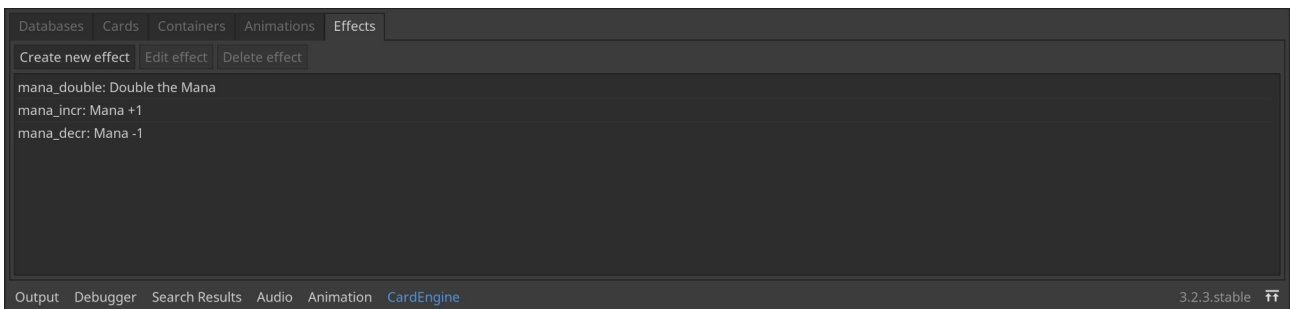 Databases Cards Containers Animations Effects
Create new effect Edit effect Delete effect
mana_double: Double the Mana
mana_incr: Mana +1
mana_decr: Mana -1
Output Debugger Search Results Audio Animation CardEngine 3.2.3.stable